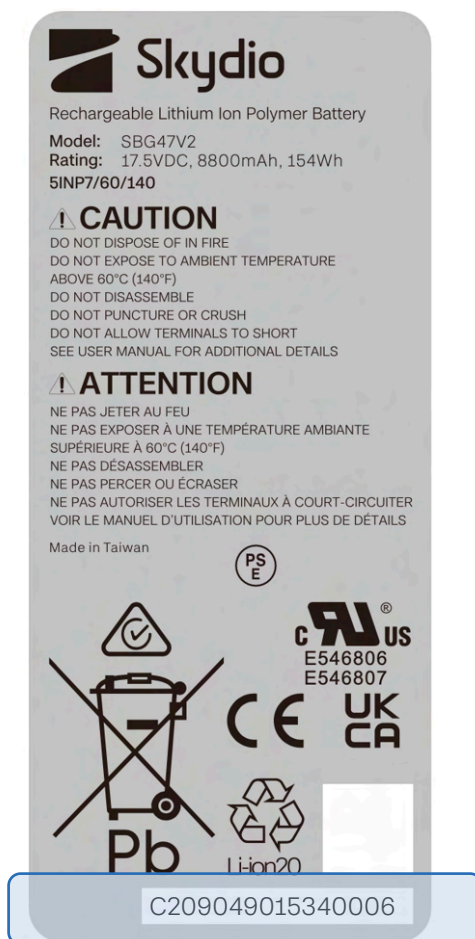 Skydio
Rechargeable Lithium Ion Polymer Battery
Model: SBG47V2
Rating: 17.5VDC, 8800mAh, 154Wh
5INP7/60/140
CAUTION
DO NOT DISPOSE OF IN FIRE
DO NOT EXPOSE TO AMBIENT TEMPERATURE
ABOVE 60°C (140°F)
DO NOT DISASSEMBLE
DO NOT PUNCTURE OR CRUSH
DO NOT ALLOW TERMINALS TO SHORT
SEE USER MANUAL FOR ADDITIONAL DETAILS
ATTENTION
NE PAS JETER AU FEU
NE PAS EXPOSER À UNE TEMPÉRATURE AMBIANTE
SUPÉRIEURE À 60°C (140°F)
NE PAS DÉSASSEMBLER
NE PAS PERCER OU ÉCRASER
NE PAS AUTORISER LES TERMINAUX À COURT-CIRCUITER
VOIR LE MANUEL D'UTILISATION POUR PLUS DE DÉTAILS
Made in Taiwan
PS
E
C RU ® US
E546806
E546807
CE
UK
CA
Pb
Li-ion20
C209049015340006